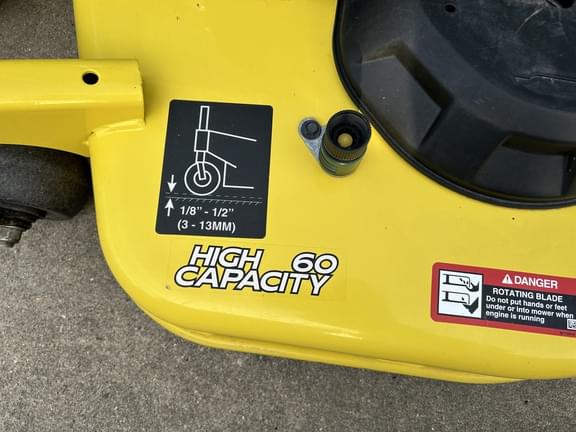 1/8" - 1/2"
(3 - 13MM)
HIGH 60
CAPACITY
DANGER
ROTATING BLADE
Do not put hands or feet
under or into mower when
engine is running